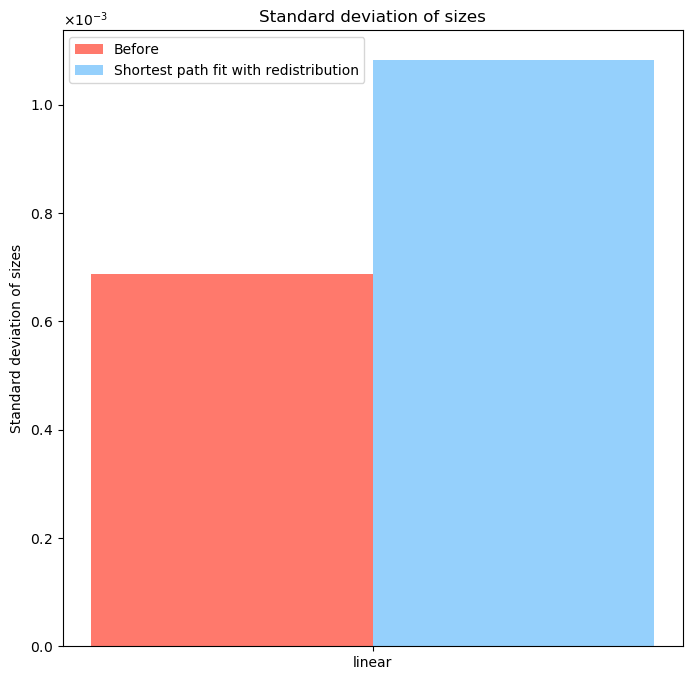 Standard deviation of sizes
×10⁻³
Before
Shortest path fit with redistribution
Standard deviation of sizes
1.0
0.8
0.6
0.4
0.2
0.0
linear